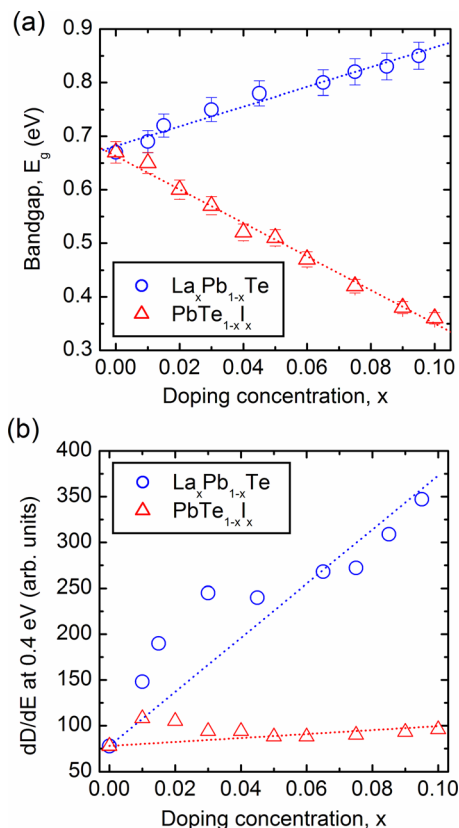 (a)
0.9
0.8
0.7
0.6
0.5
0.4
0.3
Bandgap, E_g (eV)
LaₓPb₁₋ₓTe
PbTe₁₋ₓIₓ
0.00 0.02 0.04 0.06 0.08 0.10
Doping concentration, x
(b)
400
350
300
250
200
150
100
50
dD/dE at 0.4 eV (arb. units)
LaₓPb₁₋ₓTe
PbTe₁₋ₓIₓ
0.00 0.02 0.04 0.06 0.08 0.10
Doping concentration, x